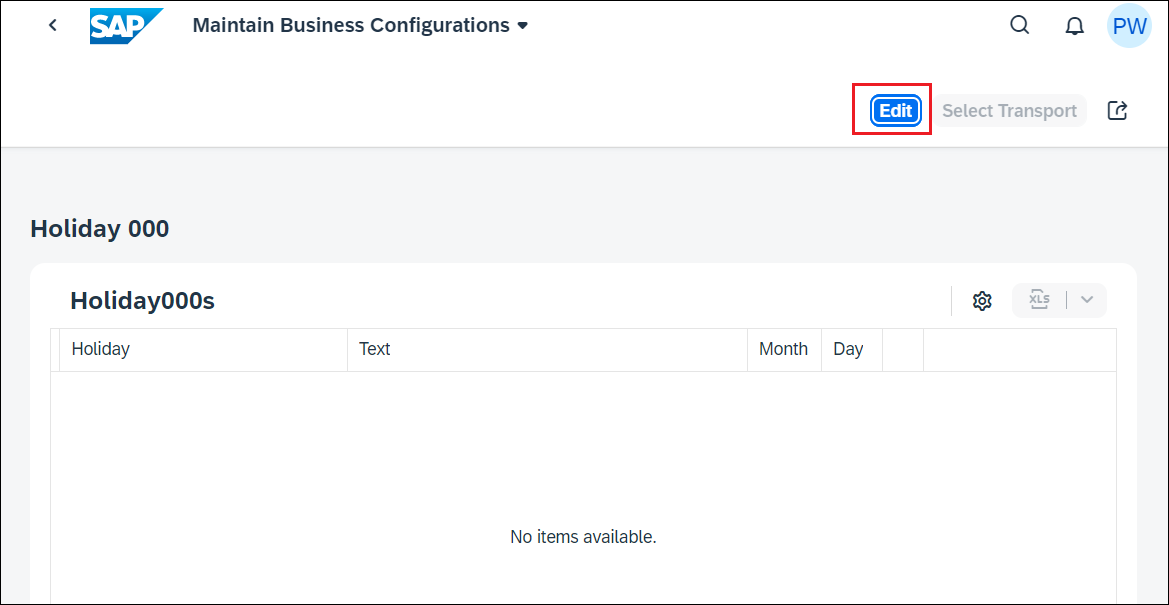 SAP Maintain Business Configurations PW
Edit Select Transport
Holiday 000
Holiday000s XLS
Holiday Text Month Day
No items available.